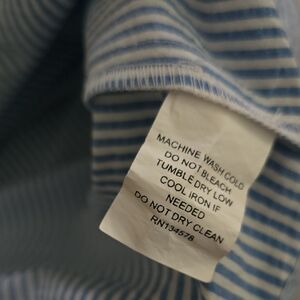 MACHINE WASH COLD
DO NOT BLEACH
TUMBLE DRY LOW
COOL IRON IF
NEEDED
DO NOT DRY CLEAN
RN134578